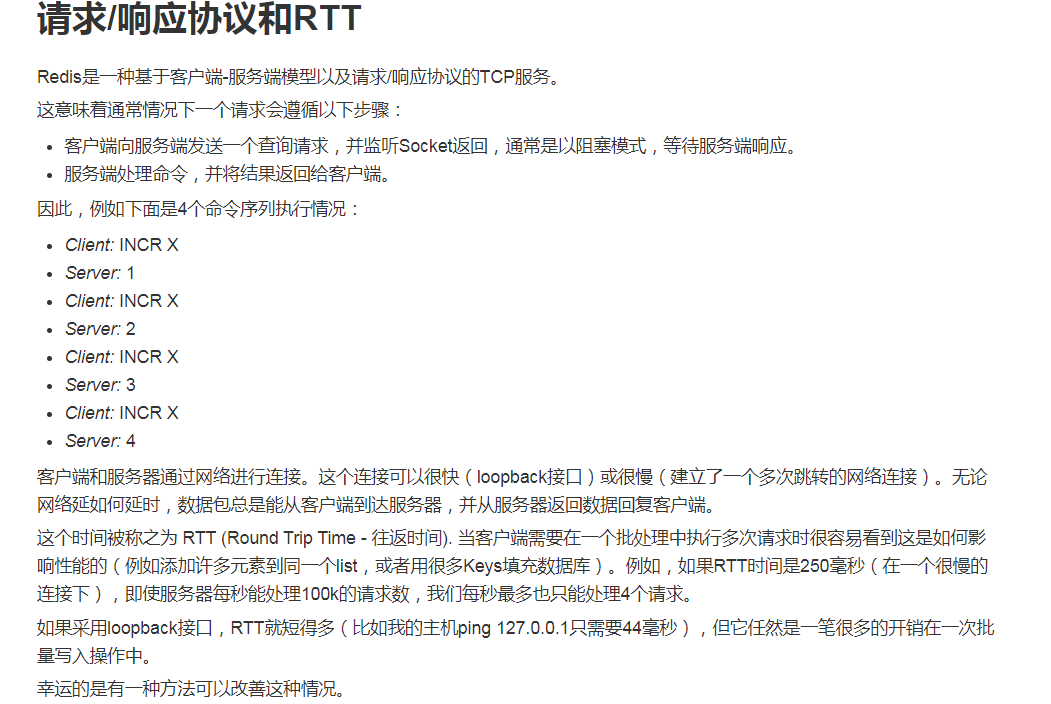 请求/响应协议和RTT
Redis是一种基于客户端-服务端模型以及请求/响应协议的TCP服务。
这意味着通常情况下一个请求会遵循以下步骤：
• 客户端向服务端发送一个查询请求，并监听Socket返回，通常是以阻塞模式，等待服务端响应。
• 服务端处理命令，并将结果返回给客户端。
因此，例如下面是4个命令序列执行情况：
• Client: INCR X
• Server: 1
• Client: INCR X
• Server: 2
• Client: INCR X
• Server: 3
• Client: INCR X
• Server: 4
客户端和服务器通过网络进行连接。这个连接可以很快（loopback接口）或很慢（建立了一个多次跳转的网络连接）。无论
网络延如何延时，数据包总是能从客户端到达服务器，并从服务器返回数据回复客户端。
这个时间被称之为 RTT (Round Trip Time - 往返时间). 当客户端需要在一个批处理中执行多次请求时很容易看到这是如何影
响性能的（例如添加许多元素到同一个list，或者用很多Keys填充数据库）。例如，如果RTT时间是250毫秒（在一个很慢的
连接下），即使服务器每秒能处理100k的请求数，我们每秒最多也只能处理4个请求。
如果采用loopback接口，RTT就短得多（比如我的主机ping 127.0.0.1只需要44毫秒），但它任然是一笔很多的开销在一次批
量写入操作中。
幸运的是有一种方法可以改善这种情况。